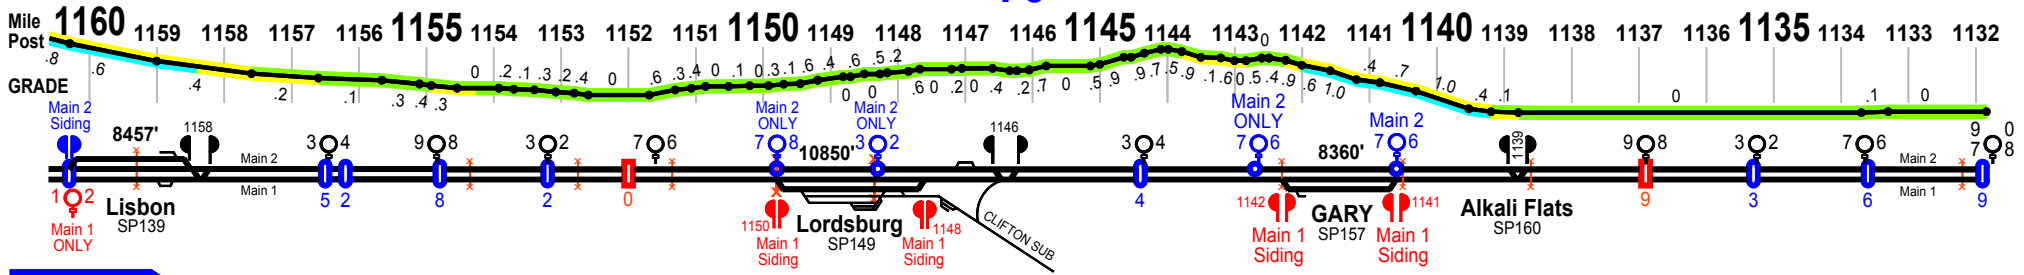 Mile
Post
1160 1159 1158 1157 1156 1155 1154 1153 1152 1151 1150 1149 1148 1147 1146 1145 1144 1143 1142 1141 1140 1139 1138 1137 1136 1135 1134 1133 1132
GRADE
.8 .6 .4 .2 .1 .3 .4 .3 0 .2 .1 .3 .2 .4 0 .6 .3 .4 0 .1 0 .3 .1 .6 .4 0 .6 0 .5 .2 .6 0 .2 0 .4 .2 .7 0 .5 .9 .9 .7 .5 .9 .1 .6 0 0 .5 .4 .9 .6 1.0 .4 .7 1.0 .4 .1 0 .1 0
Main 2
Siding
8457'
1158
3 4
9 8
3 2
7 6
Main 2
ONLY
7 8
10850'
Main 2
ONLY
3 2
1146
3 4
Main 2
ONLY
7 6
8360'
Main 2
7 6
1139
9 8
3 2
7 6
9 0
7 8
Main 2
Main 1
Main 2
Main 1
1 2
Main 1
ONLY
Lisbon
SP139
5 2
8
2
0
1150
Main 1
Siding
Lordsburg
SP149
1148
Main 1
Siding
CLIFTON SUB
4
1142
Main 1
Siding
GARY
SP157
1141
Main 1
Siding
Alkali Flats
SP160
9
3
6
9